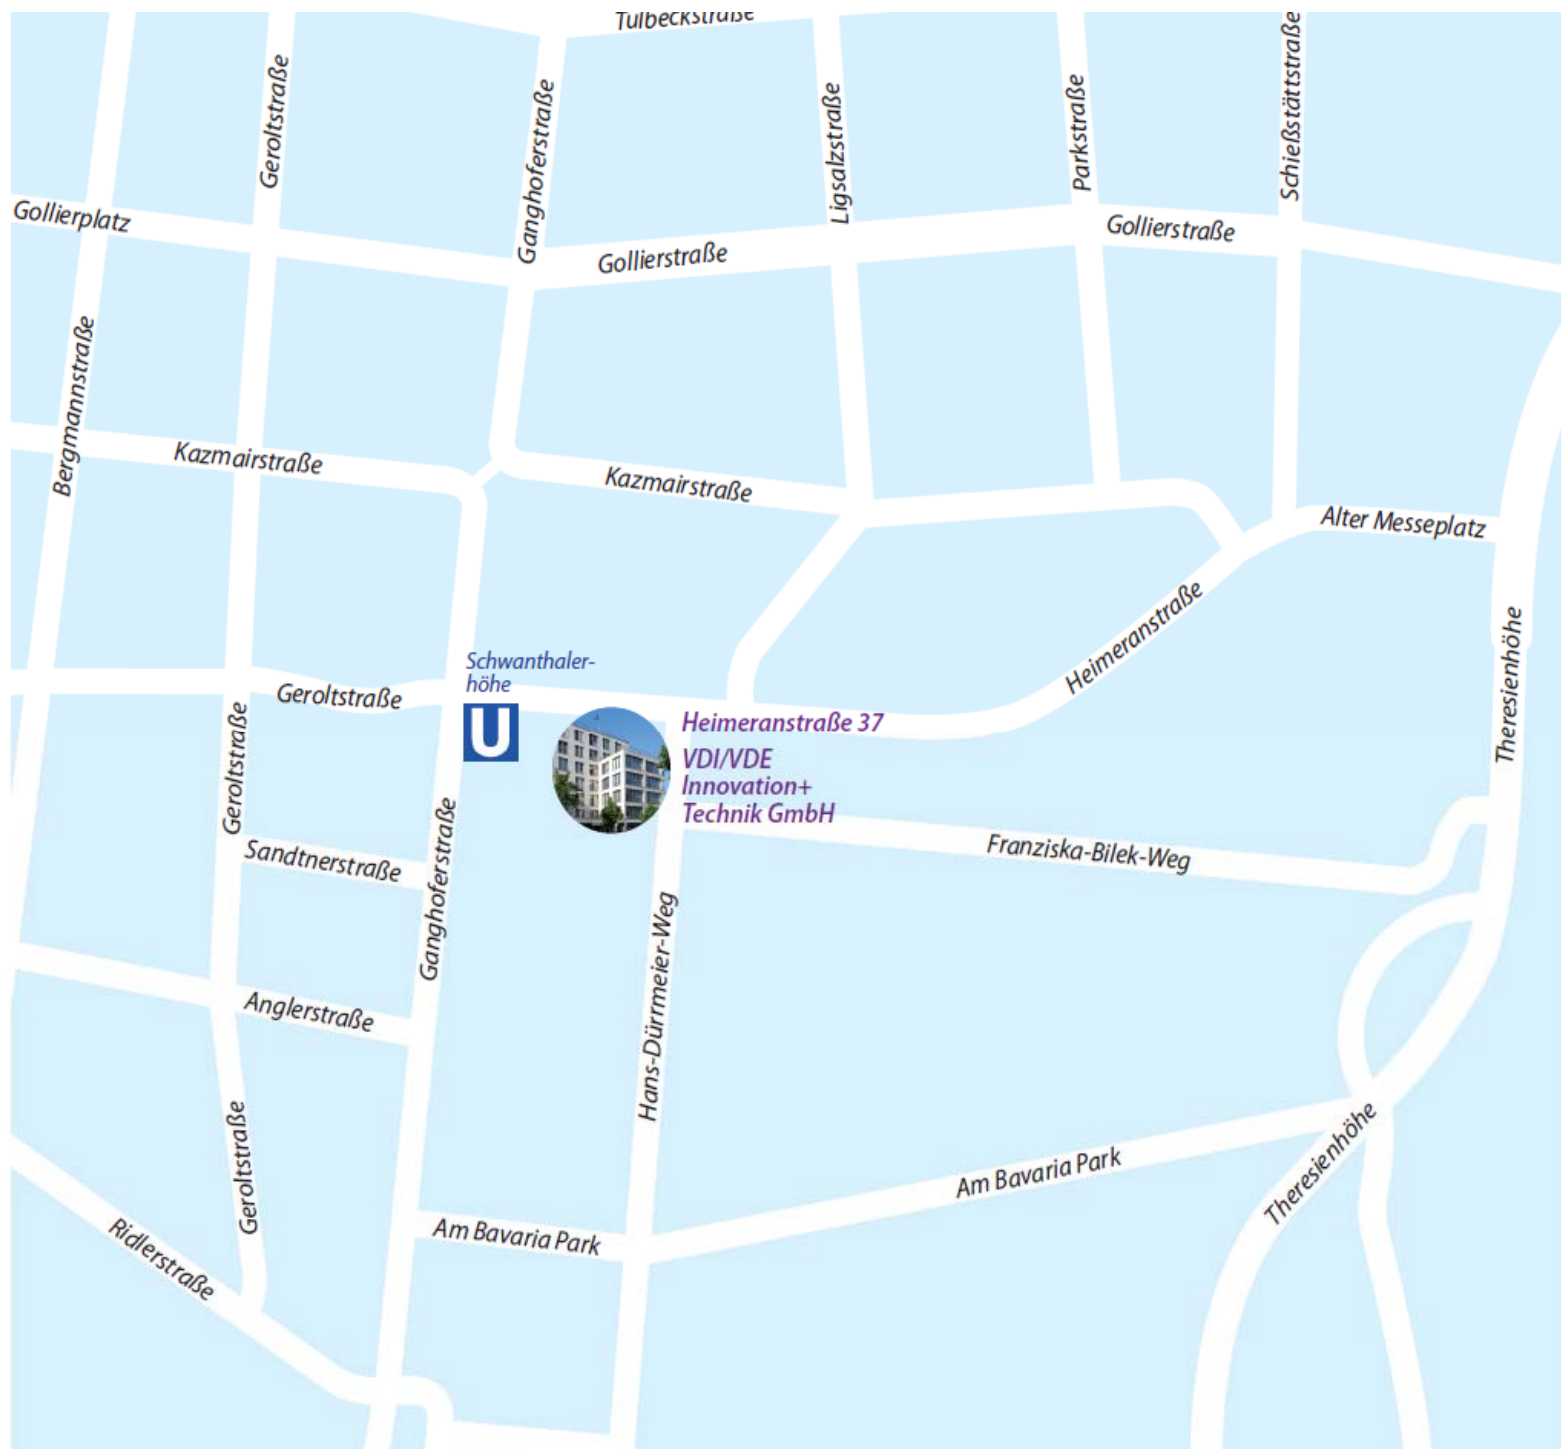 Tulbeckstraße
Geroltstraße
Ganghoferstraße
Ligsalzstraße
Parkstraße
Schießstättstraße
Gollierplatz
Gollierstraße
Gollierstraße
Bergmannstraße
Kazmairstraße
Kazmairstraße
Alter Messeplatz
Heimeranstraße
Theresienhöhe
Schwanthaler-
höhe
U
Geroltstraße
Heimeranstraße 37
VDI/VDE
Innovation+
Technik GmbH
Geroltstraße
Sandtnerstraße
Ganghoferstraße
Franziska-Bilek-Weg
Hans-Dürrmeier-Weg
Anglerstraße
Geroltstraße
Am Bavaria Park
Theresienhöhe
Am Bavaria Park
Ridlerstraße